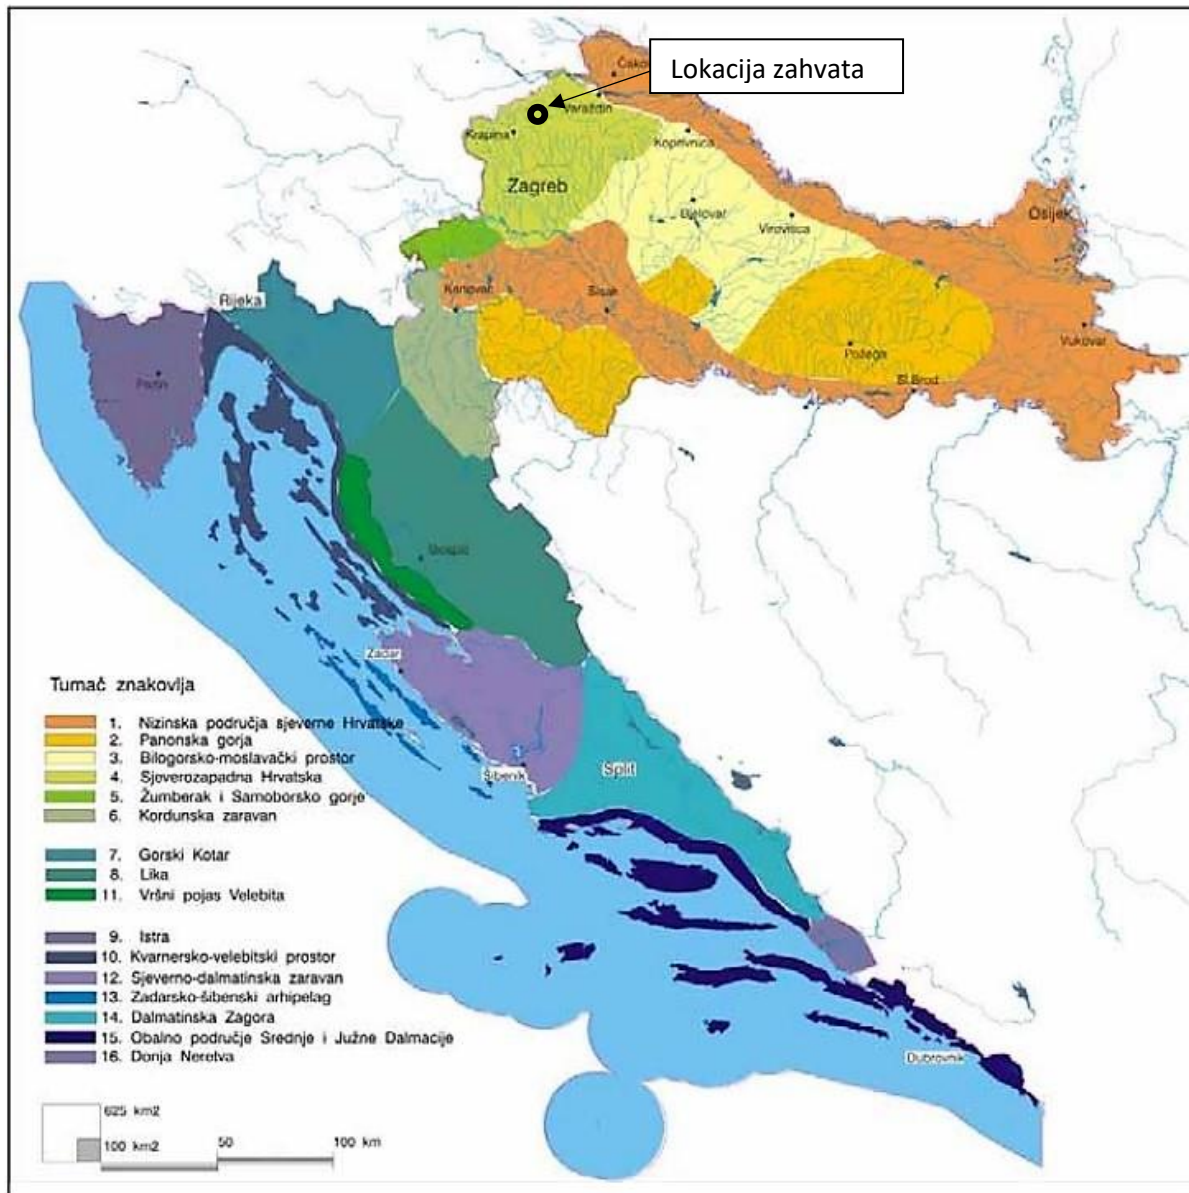 Lokacija zahvata
Varaždin
Krapina
Koprivnica
Zagreb
Bjelovar
Virovitica
Osijek
Karlovac
Sisak
Rijeka
Vukovar
Požega
Sl.Brod
Pazin
Gospić
Zadar
Tumač znakovlja
1. Nizinska područja sjeverne Hrvatske
2. Panonska gorja
3. Bilogorsko-moslavački prostor
4. Sjeverozapadna Hrvatska
5. Žumberak i Samoborsko gorje
6. Kordunska zaravan
Šibenik
Split
7. Gorski Kotar
8. Lika
11. Vršni pojas Velebita
9. Istra
10. Kvarnersko-velebitski prostor
12. Sjeverno-dalmatinska zaravan
13. Zadarsko-šibenski arhipelag
14. Dalmatinska Zagora
15. Obalno područje Srednje i Južne Dalmacije
16. Donja Neretva
Dubrovnik
625 km2
100 km2
50
100 km